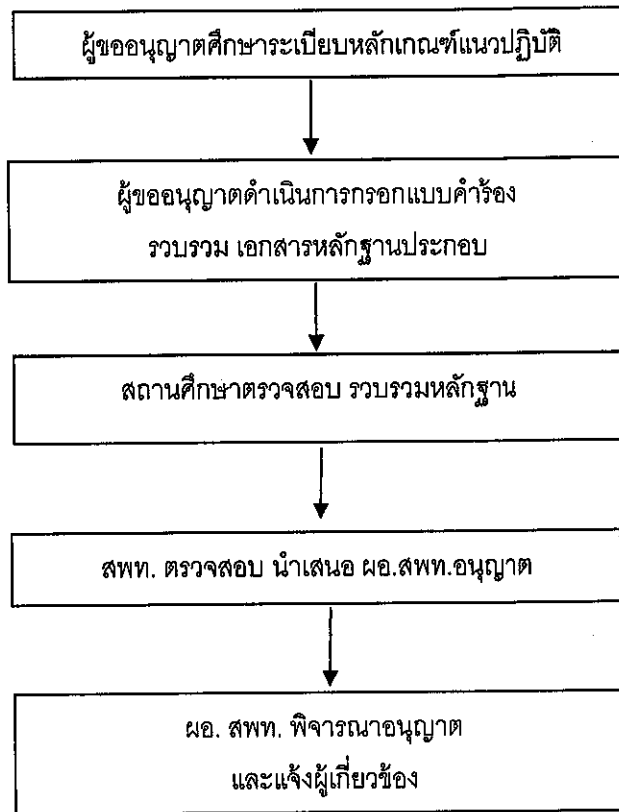 ผู้ขออนุญาตศึกษาระเบียบหลักเกณฑ์แนวปฏิบัติ
ผู้ขออนุญาตดำเนินการกรอกแบบคำร้อง
รวบรวม เอกสารหลักฐานประกอบ
สถานศึกษาตรวจสอบ รวบรวมหลักฐาน
สพท. ตรวจสอบ นำเสนอ ผอ.สพท.อนุญาต
ผอ. สพท. พิจารณาอนุญาต
และแจ้งผู้เกี่ยวข้อง